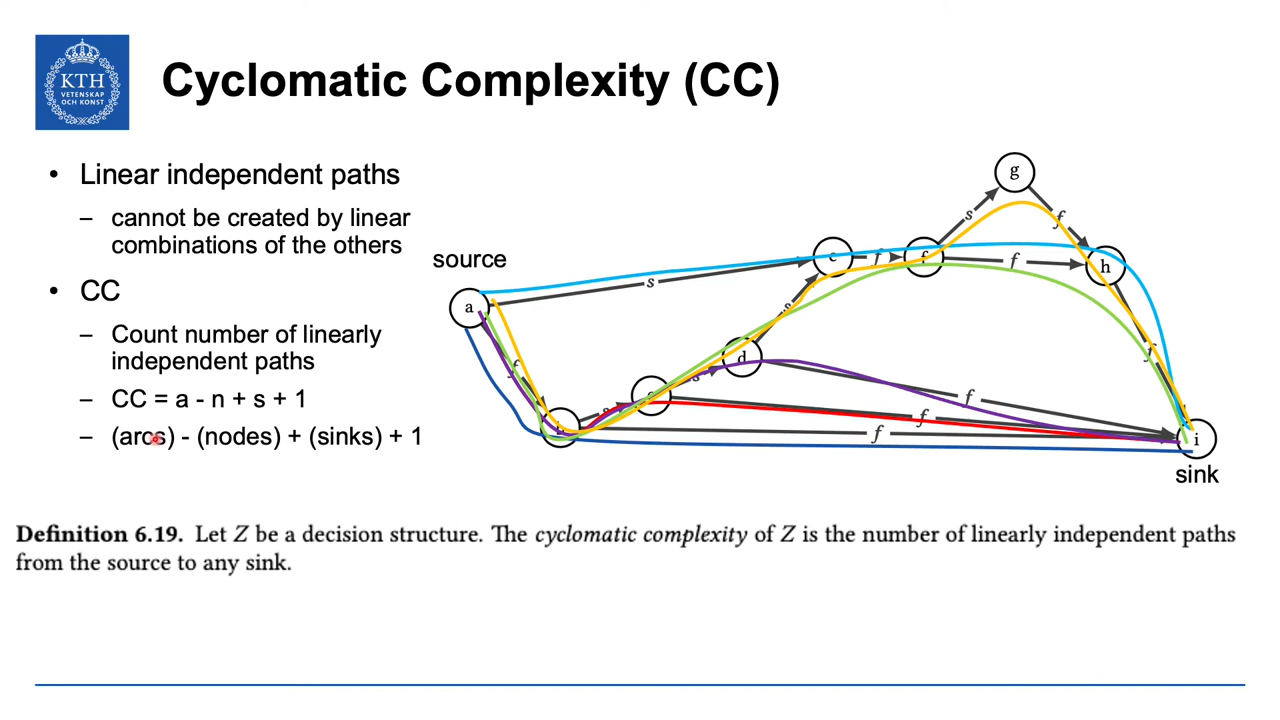 KTH
VETENSKAP
OCH KONST
Cyclomatic Complexity (CC)
• Linear independent paths
– cannot be created by linear
combinations of the others
• CC
– Count number of linearly
independent paths
– CC = a - n + s + 1
– (arcs) - (nodes) + (sinks) + 1
source
a
s
f
s
s
d
s
f
s
g
f
f
h
f
f
f
f
i
sink
Definition 6.19. Let Z be a decision structure. The cyclomatic complexity of Z is the number of linearly independent paths
from the source to any sink.